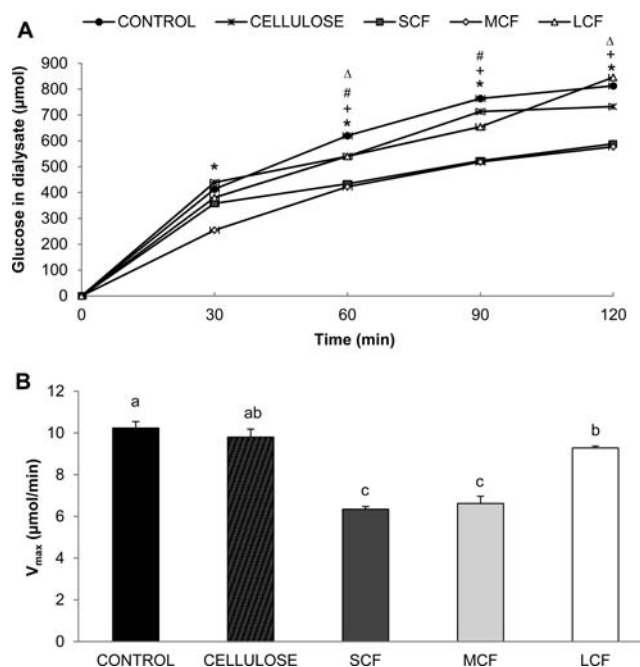 A
CONTROL CELLULOSE SCF MCF LCF
Glucose in dialysate (μmol)
900
800
700
600
500
400
300
200
100
0
*
Δ
#
+
*
#
+
*
Δ
+
*
0 30 60 90 120
Time (min)
B
Vmax (μmol/min)
12
10
8
6
4
2
0
a
ab
c
c
b
CONTROL CELLULOSE SCF MCF LCF